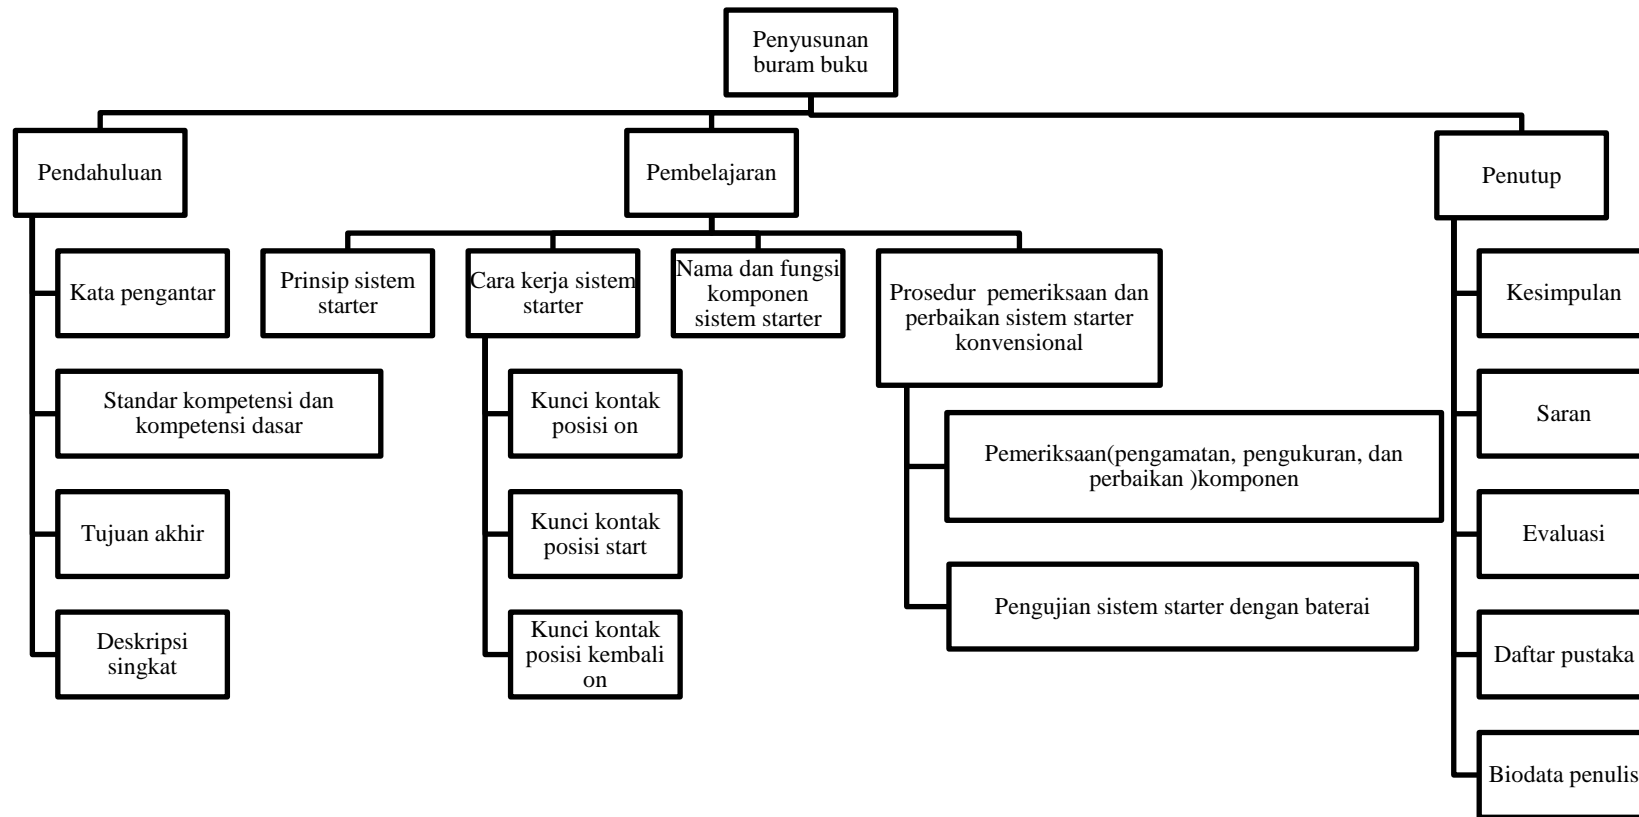 Penyusunan
buram buku
Pendahuluan
Pembelajaran
Penutup
Kata pengantar
Standar kompetensi dan
kompetensi dasar
Tujuan akhir
Deskripsi
singkat
Prinsip sistem
starter
Cara kerja sistem
starter
Kunci kontak
posisi on
Kunci kontak
posisi start
Kunci kontak
posisi kembali
on
Nama dan fungsi
komponen
sistem starter
Prosedur  pemeriksaan dan
perbaikan sistem starter
konvensional
Pemeriksaan(pengamatan, pengukuran, dan
perbaikan )komponen
Pengujian sistem starter dengan baterai
Kesimpulan
Saran
Evaluasi
Daftar pustaka
Biodata penulis